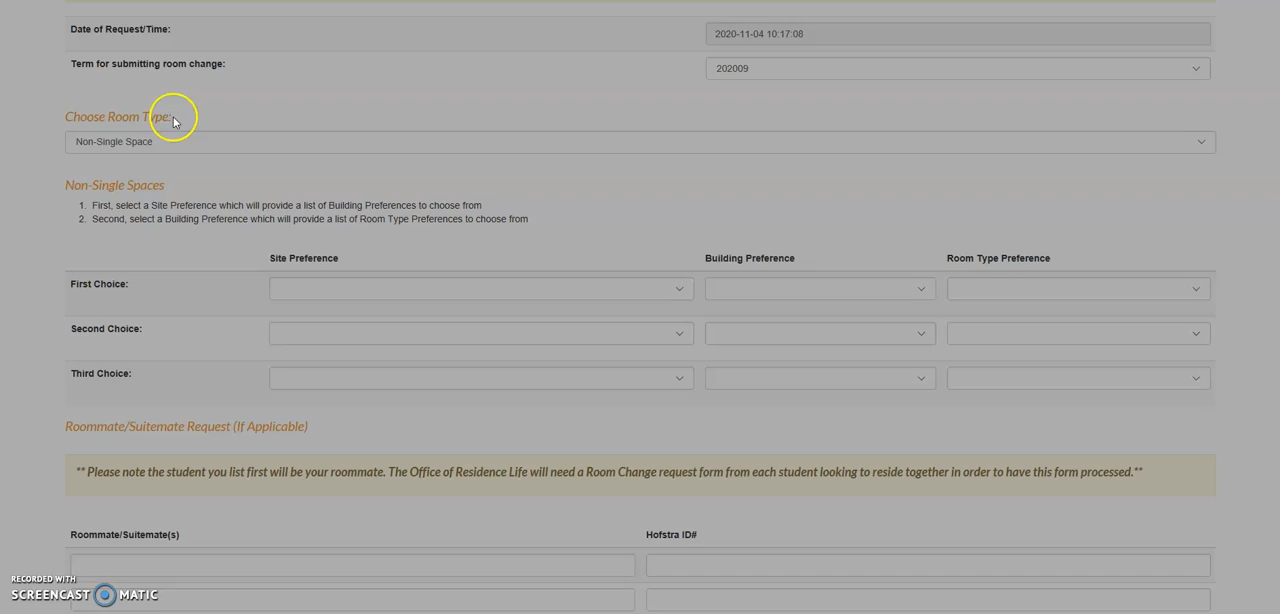 Date of Request/Time: 2020-11-04 10:17:08
Term for submitting room change: 202009
Choose Room Type:
Non-Single Space
Non-Single Spaces
1. First, select a Site Preference which will provide a list of Building Preferences to choose from
2. Second, select a Building Preference which will provide a list of Room Type Preferences to choose from
Site Preference Building Preference Room Type Preference
First Choice:
Second Choice:
Third Choice:
Roommate/Suitemate Request (If Applicable)
** Please note the student you list first will be your roommate. The Office of Residence Life will need a Room Change request form from each student looking to reside together in order to have this form processed.**
Roommate/Suitemate(s) Hofstra ID#
RECORDED WITH
SCREENCAST MATIC